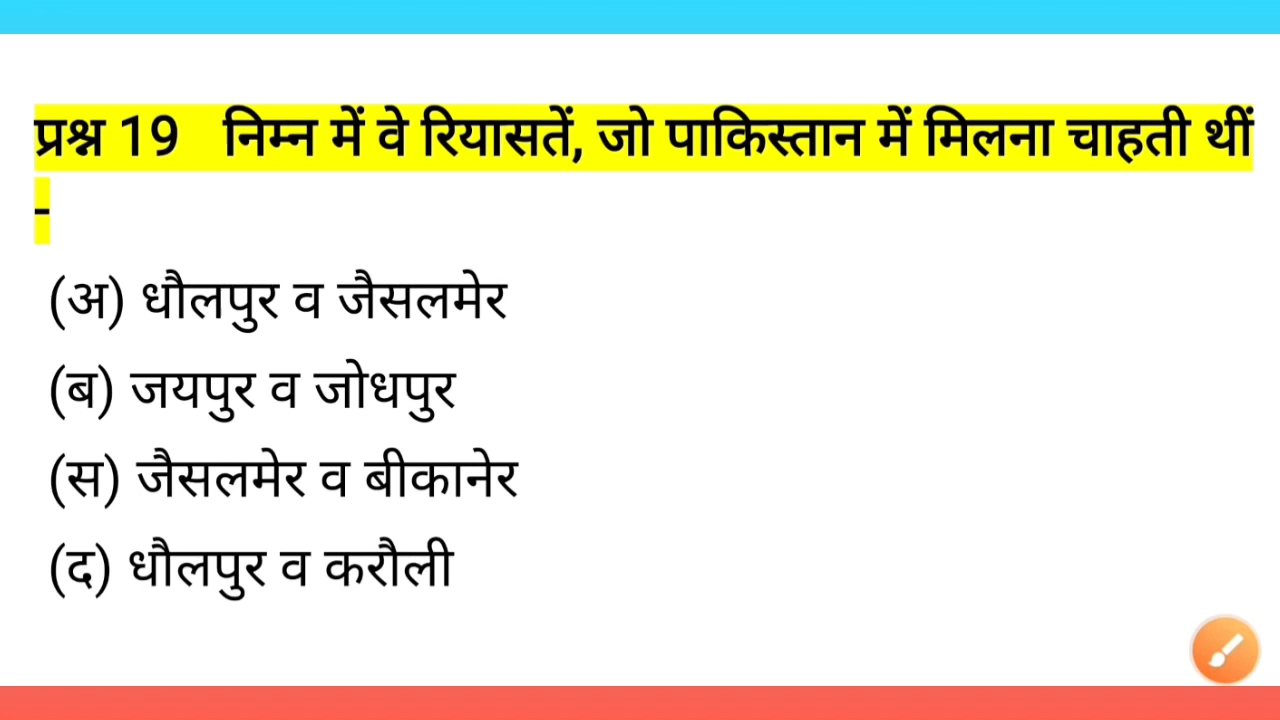 प्रश्न 19 निम्न में वे रियासतें, जो पाकिस्तान में मिलना चाहती थीं
-
(अ) धौलपुर व जैसलमेर
(ब) जयपुर व जोधपुर
(स) जैसलमेर व बीकानेर
(द) धौलपुर व करौली